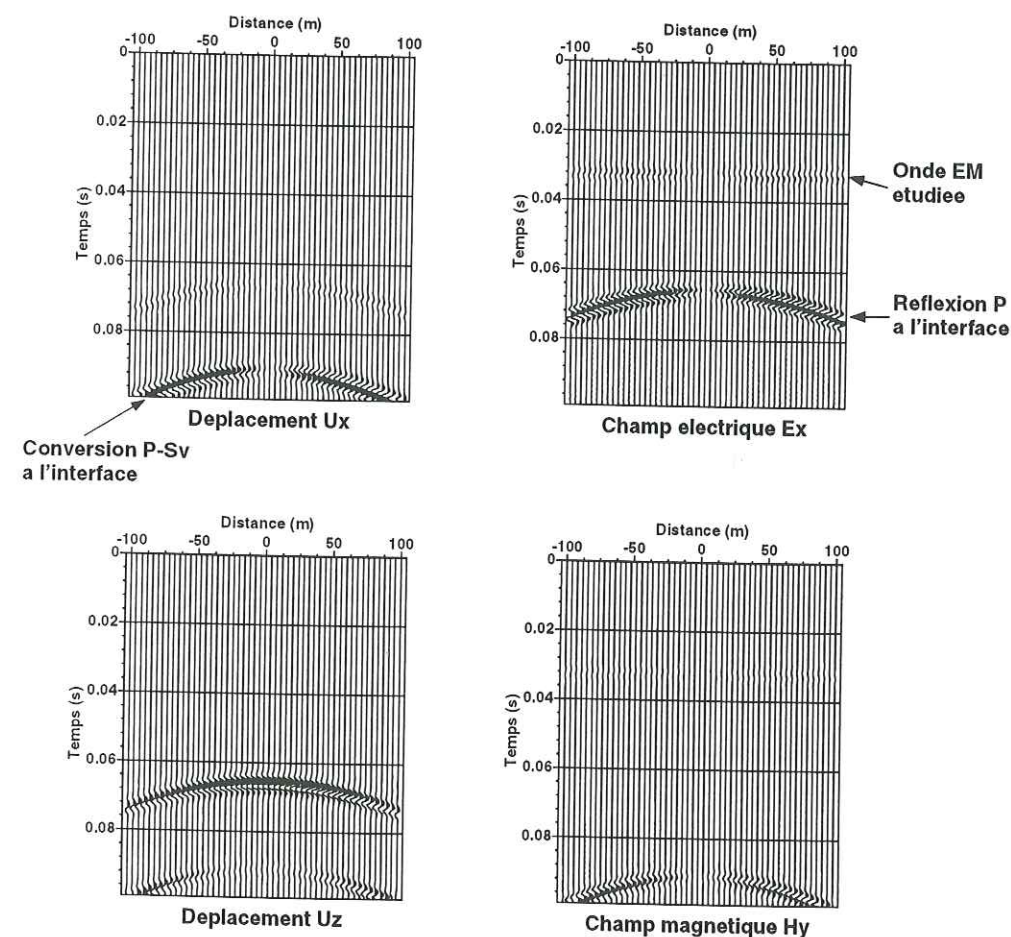 Distance (m)
-100 -50 0 50 100
0
0.02
0.04
0.06
0.08
Temps (s)
Deplacement Ux
Conversion P-Sv
a l'interface
Distance (m)
-100 -50 0 50 100
0
0.02
0.04
0.06
0.08
Temps (s)
Onde EM
etudiee
Reflexion P
a l'interface
Champ electrique Ex
Distance (m)
-100 -50 0 50 100
0
0.02
0.04
0.06
0.08
Temps (s)
Deplacement Uz
Distance (m)
-100 -50 0 50 100
0
0.02
0.04
0.06
0.08
Temps (s)
Champ magnetique Hy